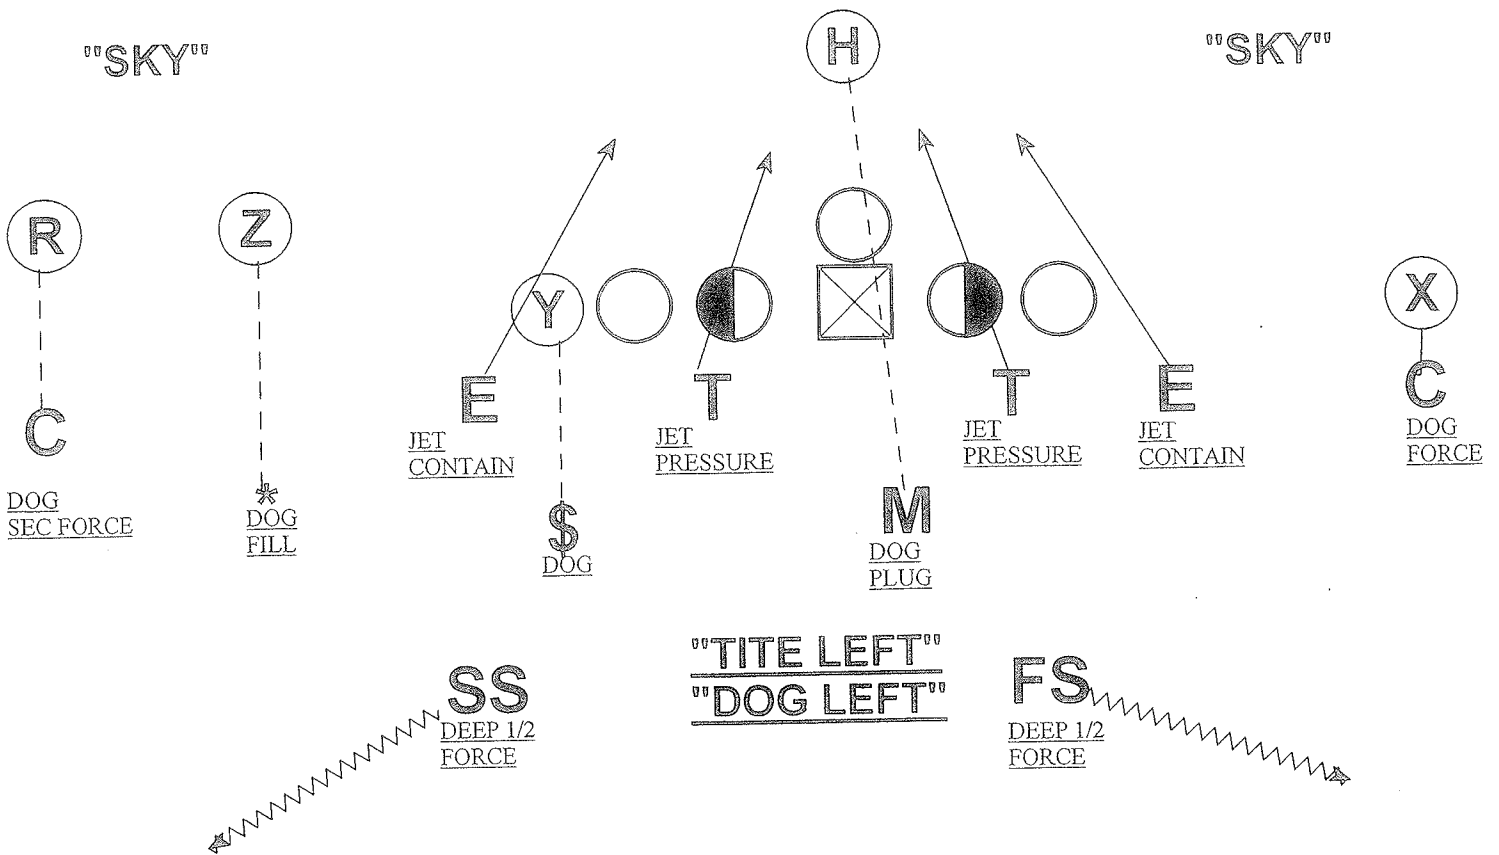 "SKY"
H
"SKY"
R
Z
Y
X
C
E
T
T
E
C
JET
CONTAIN
JET
PRESSURE
JET
PRESSURE
JET
CONTAIN
DOG
FORCE
DOG
SEC FORCE
*
DOG
FILL
$
DOG
M
DOG
PLUG
"TITE LEFT"
"DOG LEFT"
SS
DEEP 1/2
FORCE
FS
DEEP 1/2
FORCE